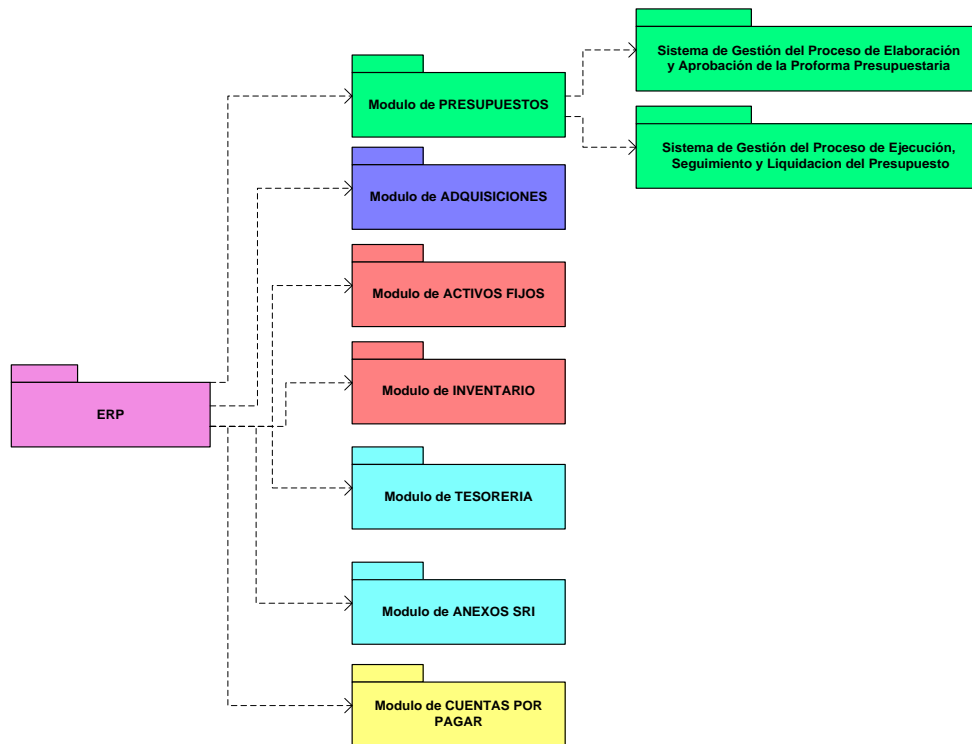 Sistema de Gestión del Proceso de Elaboración
y Aprobación de la Proforma Presupuestaria
Modulo de PRESUPUESTOS
Sistema de Gestión del Proceso de Ejecución,
Seguimiento y Liquidacion del Presupuesto
Modulo de ADQUISICIONES
Modulo de ACTIVOS FIJOS
Modulo de INVENTARIO
ERP
Modulo de TESORERIA
Modulo de ANEXOS SRI
Modulo de CUENTAS POR
PAGAR